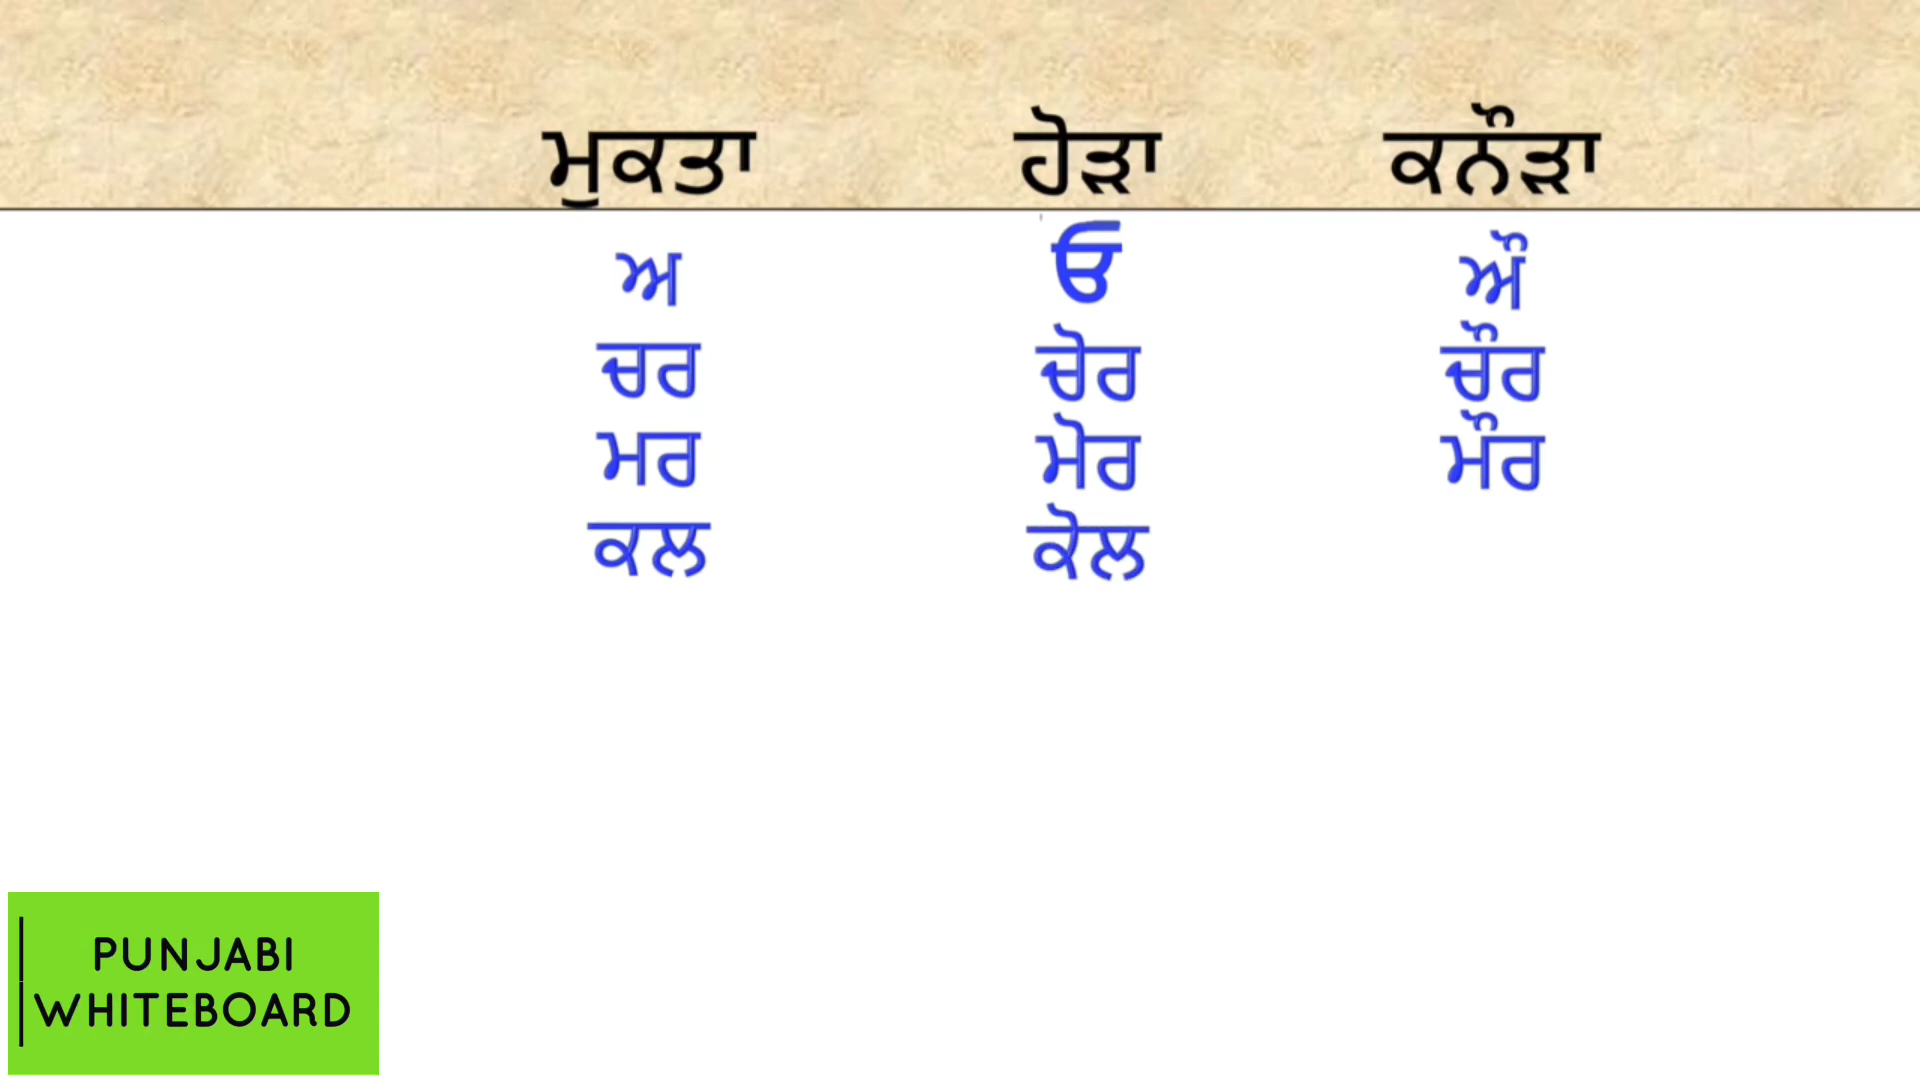 ਮੁਕਤਾ ਹੋੜਾ ਕਨੌੜਾ
ਅ ਓ ਔ
ਚਰ ਚੋਰ ਚੌਰ
ਮਰ ਮੋਰ ਮੌਰ
ਕਲ ਕੋਲ
PUNJABI
WHITEBOARD